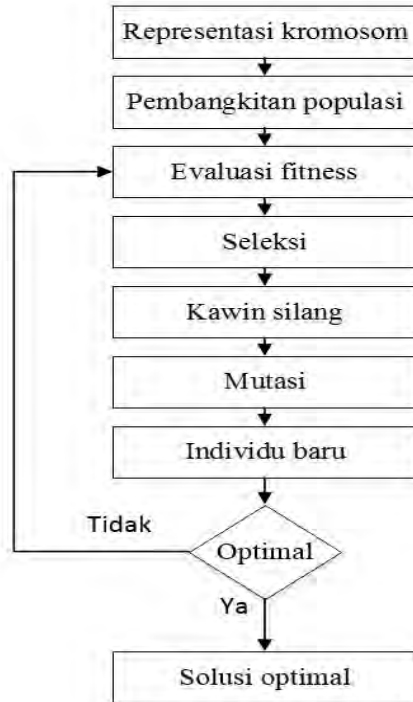 Representasi kromosom
Pembangkitan populasi
Evaluasi fitness
Seleksi
Kawin silang
Mutasi
Individu baru
Tidak
Optimal
Ya
Solusi optimal